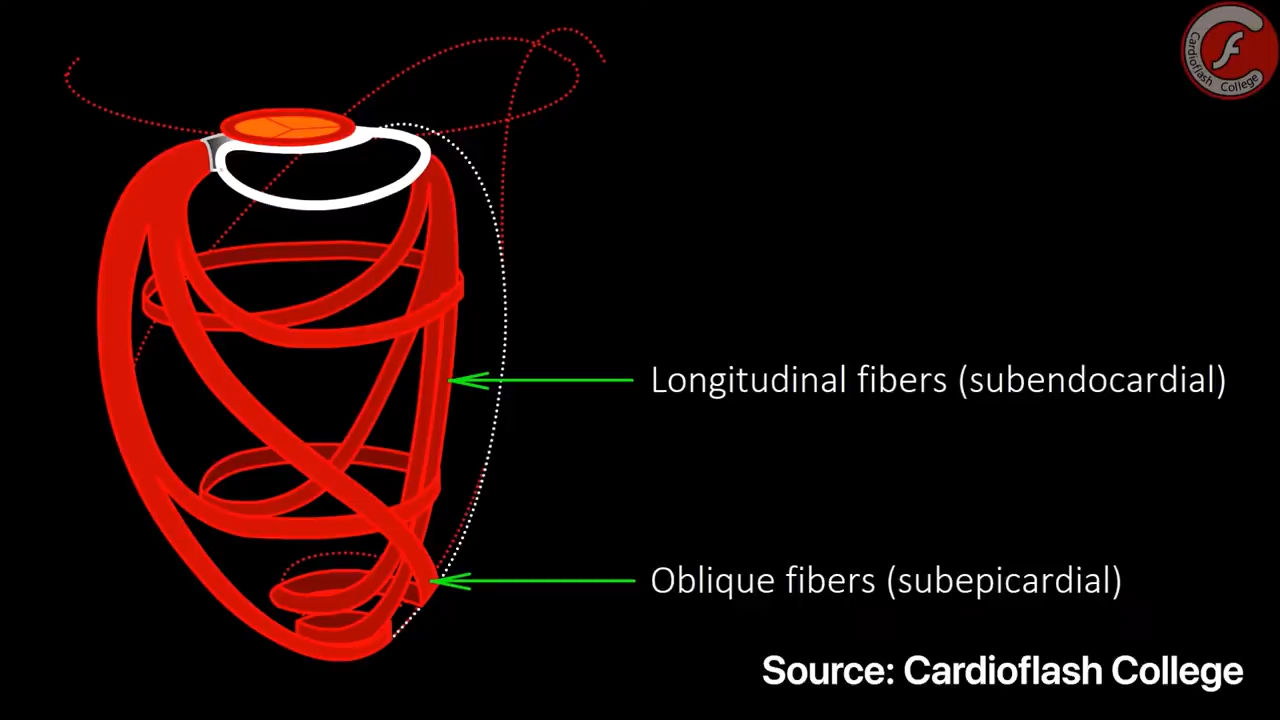 Cardioflash College
f
Longitudinal fibers (subendocardial)
Oblique fibers (subepicardial)
Source: Cardioflash College